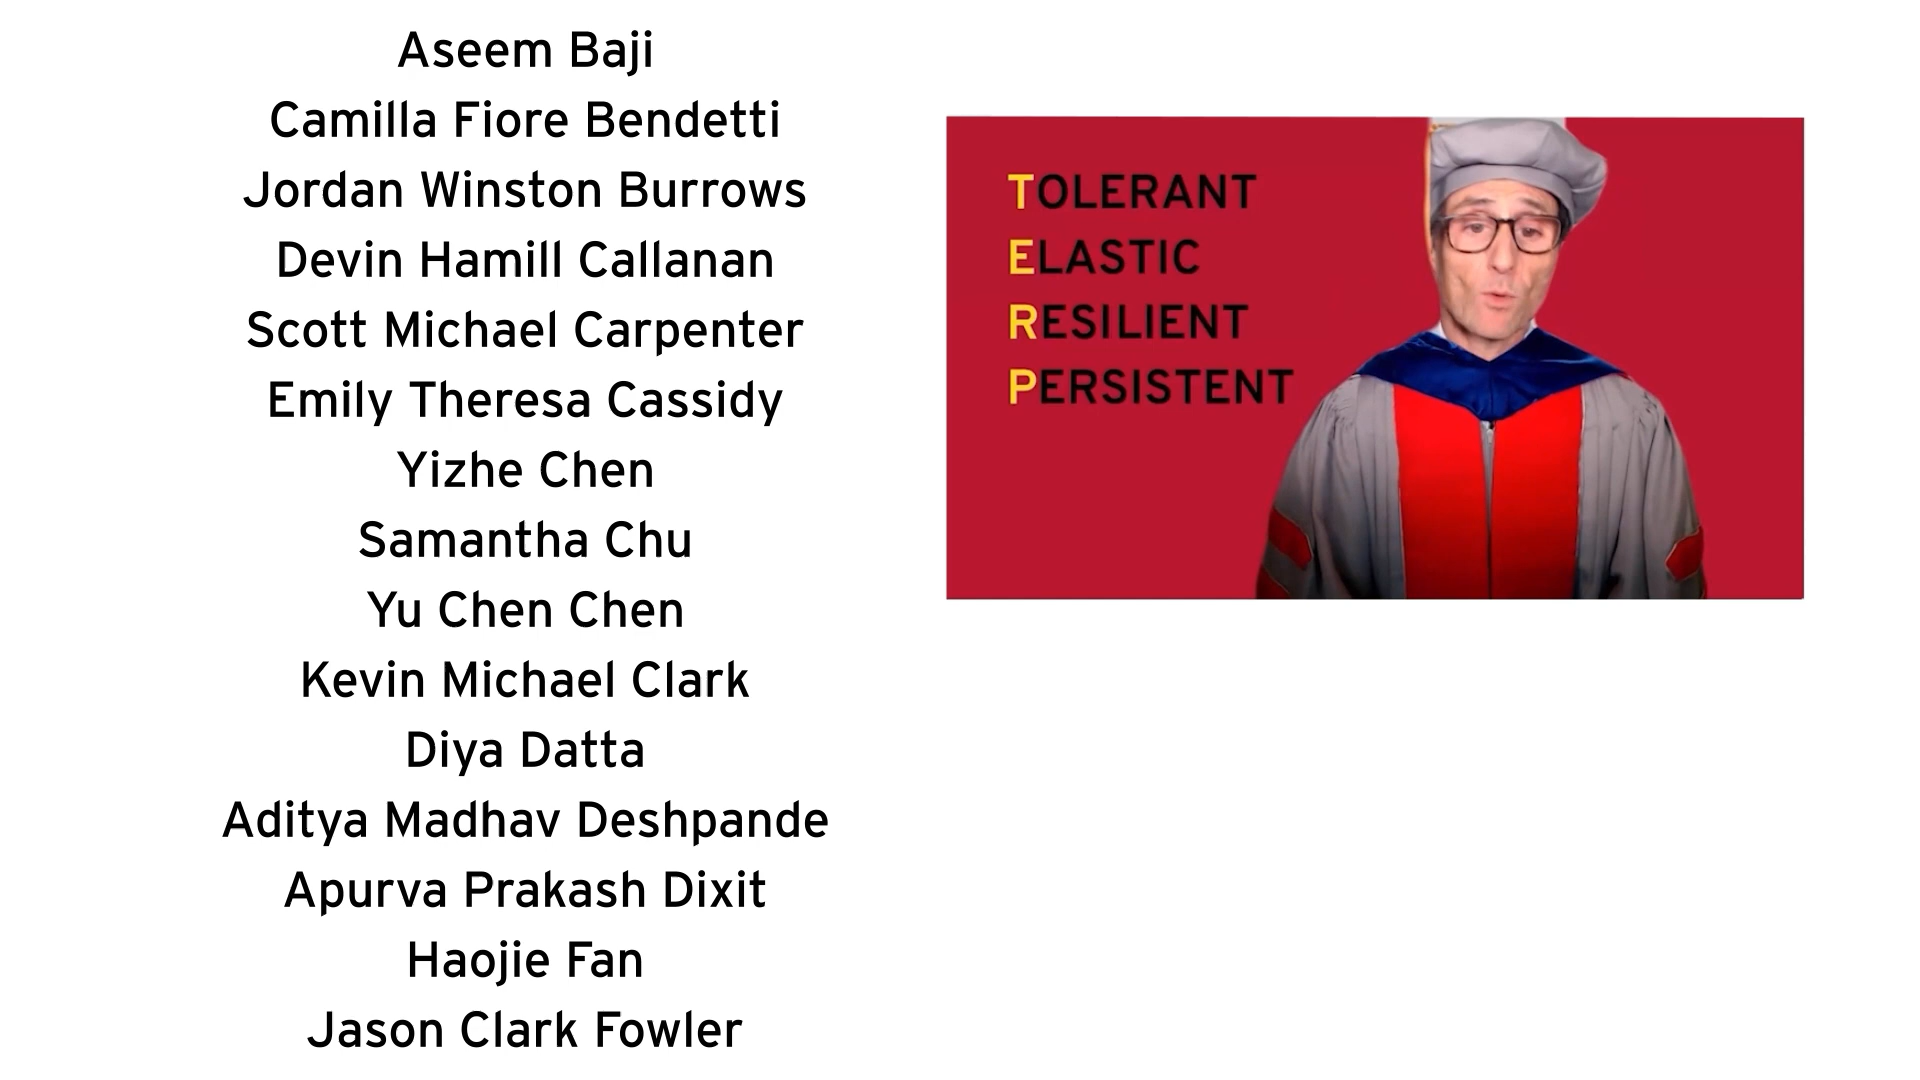 Aseem Baji
Camilla Fiore Bendetti
Jordan Winston Burrows
Devin Hamill Callanan
Scott Michael Carpenter
Emily Theresa Cassidy
Yizhe Chen
Samantha Chu
Yu Chen Chen
Kevin Michael Clark
Diya Datta
Aditya Madhav Deshpande
Apurva Prakash Dixit
Haojie Fan
Jason Clark Fowler
TOLERANT
ELASTIC
RESILIENT
PERSISTENT